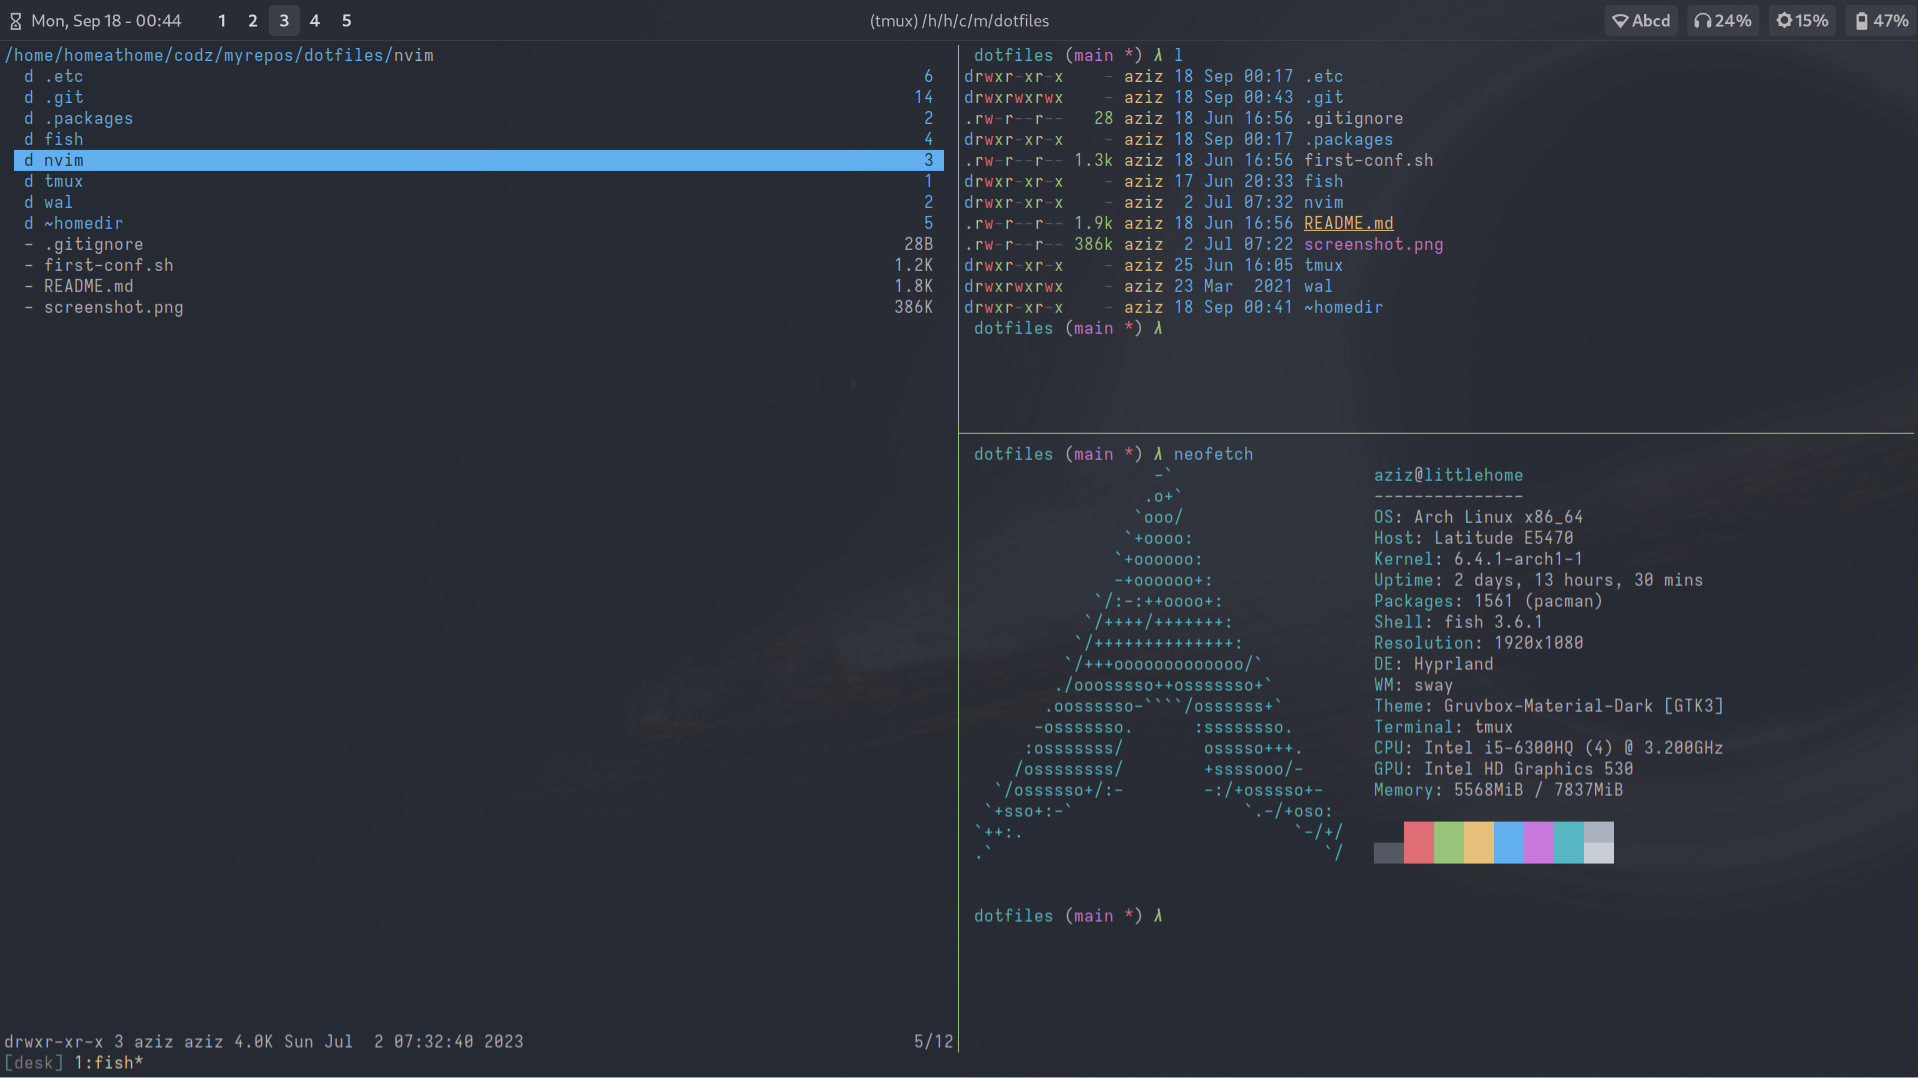 Mon, Sep 18 - 00:44 1 2 3 4 5 (tmux) /h/h/c/m/dotfiles Abcd 24% 15% 47%
/home/homeathome/codz/myrepos/dotfiles/nvim
d .etc 6
d .git 14
d .packages 2
d fish 4
d nvim 3
d tmux 1
d wal 2
d ~homedir 5
- .gitignore 28B
- first-conf.sh 1.2K
- README.md 1.8K
- screenshot.png 386K
drwxr-xr-x 3 aziz aziz 4.0K Sun Jul  2 07:32:40 2023 5/12
dotfiles (main *) λ l
drwxr-xr-x    - aziz 18 Sep 00:17 .etc
drwxrwxrwx    - aziz 18 Sep 00:43 .git
.rw-r--r--   28 aziz 18 Jun 16:56 .gitignore
drwxr-xr-x    - aziz 18 Sep 00:17 .packages
.rw-r--r-- 1.3k aziz 18 Jun 16:56 first-conf.sh
drwxr-xr-x    - aziz 17 Jun 20:33 fish
drwxr-xr-x    - aziz  2 Jul 07:32 nvim
.rw-r--r-- 1.9k aziz 18 Jun 16:56 README.md
.rw-r--r-- 386k aziz  2 Jul 07:22 screenshot.png
drwxr-xr-x    - aziz 25 Jun 16:05 tmux
drwxrwxrwx    - aziz 23 Mar  2021 wal
drwxr-xr-x    - aziz 18 Sep 00:41 ~homedir
dotfiles (main *) λ
dotfiles (main *) λ neofetch
                  -`
                 .o+`
                `ooo/
               `+oooo:
              `+oooooo:
              -+oooooo+:
            `/:-:++oooo+:
           `/++++/+++++++:
          `/++++++++++++++:
         `/+++ooooooooooooo/`
        ./ooosssso++osssssso+`
       .oossssso-````/ossssss+`
      -osssssso.      :ssssssso.
     :osssssss/        osssso+++.
    /ossssssss/        +ssssooo/-
  `/ossssso+/:-        -:/+osssso+-
 `+sso+:-`                 `.-/+oso:
`++:.                           `-/+/
.`                                 `/
aziz@littlehome
---------------
OS: Arch Linux x86_64
Host: Latitude E5470
Kernel: 6.4.1-arch1-1
Uptime: 2 days, 13 hours, 30 mins
Packages: 1561 (pacman)
Shell: fish 3.6.1
Resolution: 1920x1080
DE: Hyprland
WM: sway
Theme: Gruvbox-Material-Dark [GTK3]
Terminal: tmux
CPU: Intel i5-6300HQ (4) @ 3.200GHz
GPU: Intel HD Graphics 530
Memory: 5568MiB / 7837MiB
dotfiles (main *) λ
[desk] 1:fish*